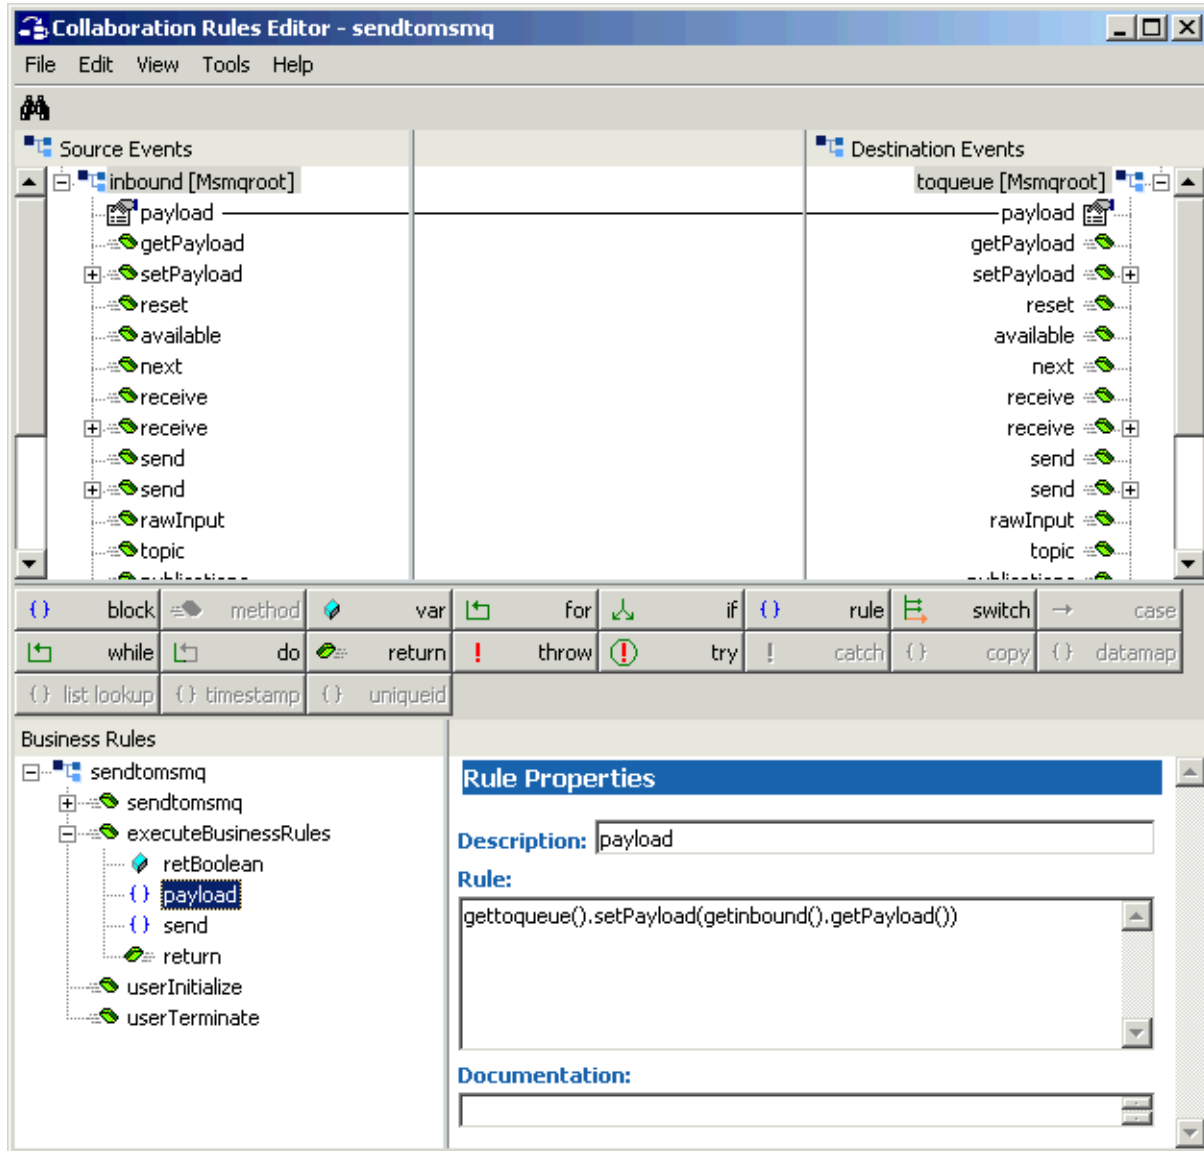 Collaboration Rules Editor - sendtomsmq
File Edit View Tools Help
Source Events
Destination Events
inbound [Msmqroot]
toqueue [Msmqroot]
payload
payload
getPayload
getPayload
setPayload
setPayload
reset
reset
available
available
next
next
receive
receive
receive
receive
send
send
send
send
rawInput
rawInput
topic
topic
{} block method var for if {} rule switch case
while do return ! throw ! try ! catch {} copy {} datamap
{} list lookup {} timestamp {} uniqueid
Business Rules
sendtomsmq
sendtomsmq
executeBusinessRules
retBoolean
{} payload
{} send
return
userInitialize
userTerminate
Rule Properties
Description: payload
Rule:
gettoqueue().setPayload(getinbound().getPayload())
Documentation: